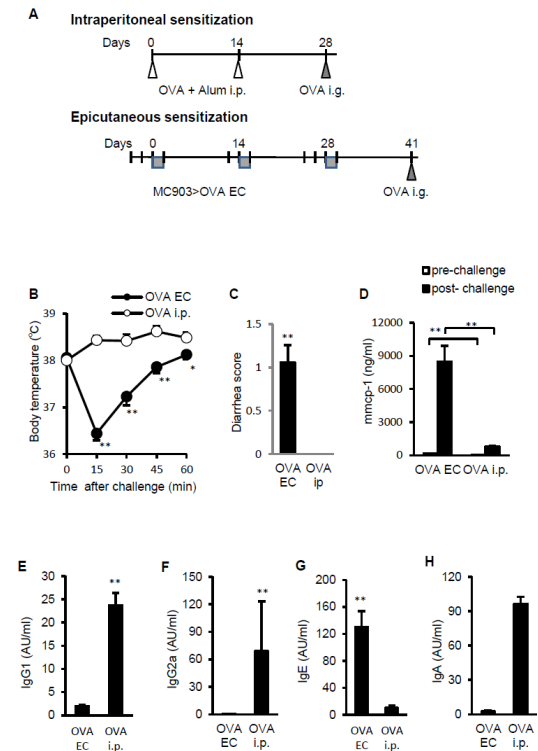 A
Intraperitoneal sensitization
Days 0 14 28
OVA + Alum i.p. OVA i.g.
Epicutaneous sensitization
Days 0 14 28 41
MC903>OVA EC OVA i.g.
B
OVA EC
OVA i.p.
Body temperature (°C)
39
38
37
36
** ** ** *
0 15 30 45 60
Time after challenge (min)
C
Diarrhea score
1.5
1
0.5
0
**
OVA OVA
EC ip
D
pre-challenge
post- challenge
mmcp-1 (ng/ml)
12000
9000
6000
3000
0
** **
OVA EC OVA i.p.
E
IgG1 (AU/ml)
30
25
20
15
10
5
0
**
OVA OVA
EC i.p.
F
IgG2a (AU/ml)
150
120
90
60
30
0
**
OVA OVA
EC i.p.
G
IgE (AU/ml)
200
160
120
80
40
0
**
OVA OVA
EC i.p.
H
IgA (AU/ml)
120
90
60
30
0
OVA OVA
EC i.p.